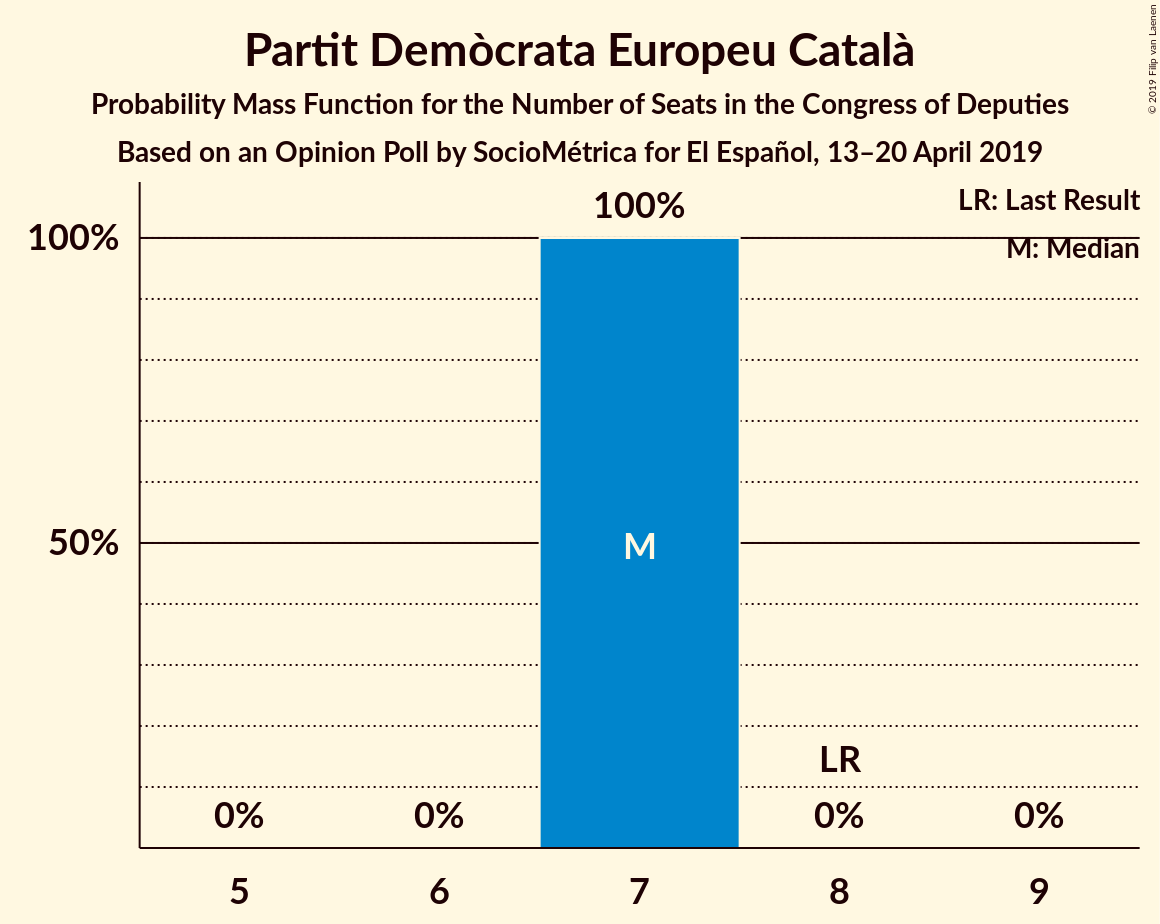 Partit Demòcrata Europeu Català
Probability Mass Function for the Number of Seats in the Congress of Deputies
Based on an Opinion Poll by SocioMétrica for El Español, 13–20 April 2019
© 2019 Filip van Laenen
LR: Last Result
M: Median
100%
100%
50%
M
LR
0%
0%
0%
0%
5
6
7
8
9